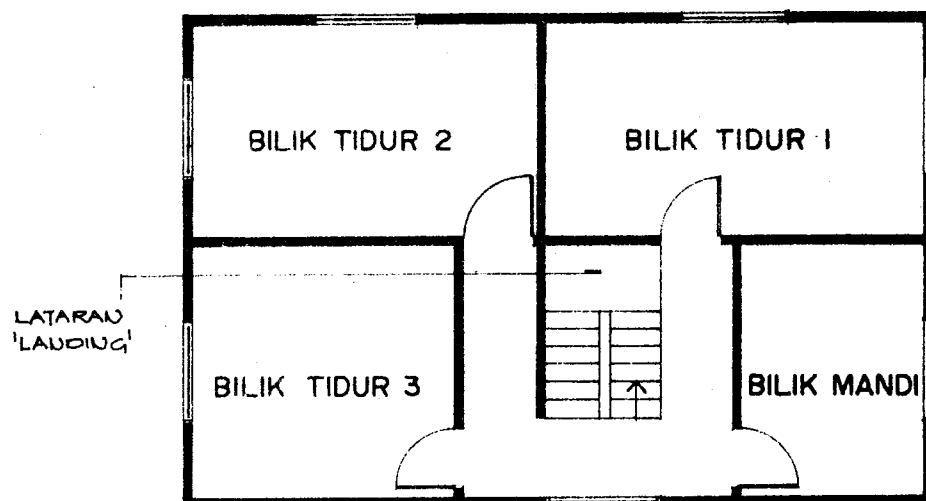 BILIK TIDUR 2
BILIK TIDUR 1
LATARAN
'LANDING'
BILIK TIDUR 3
BILIK MANDI